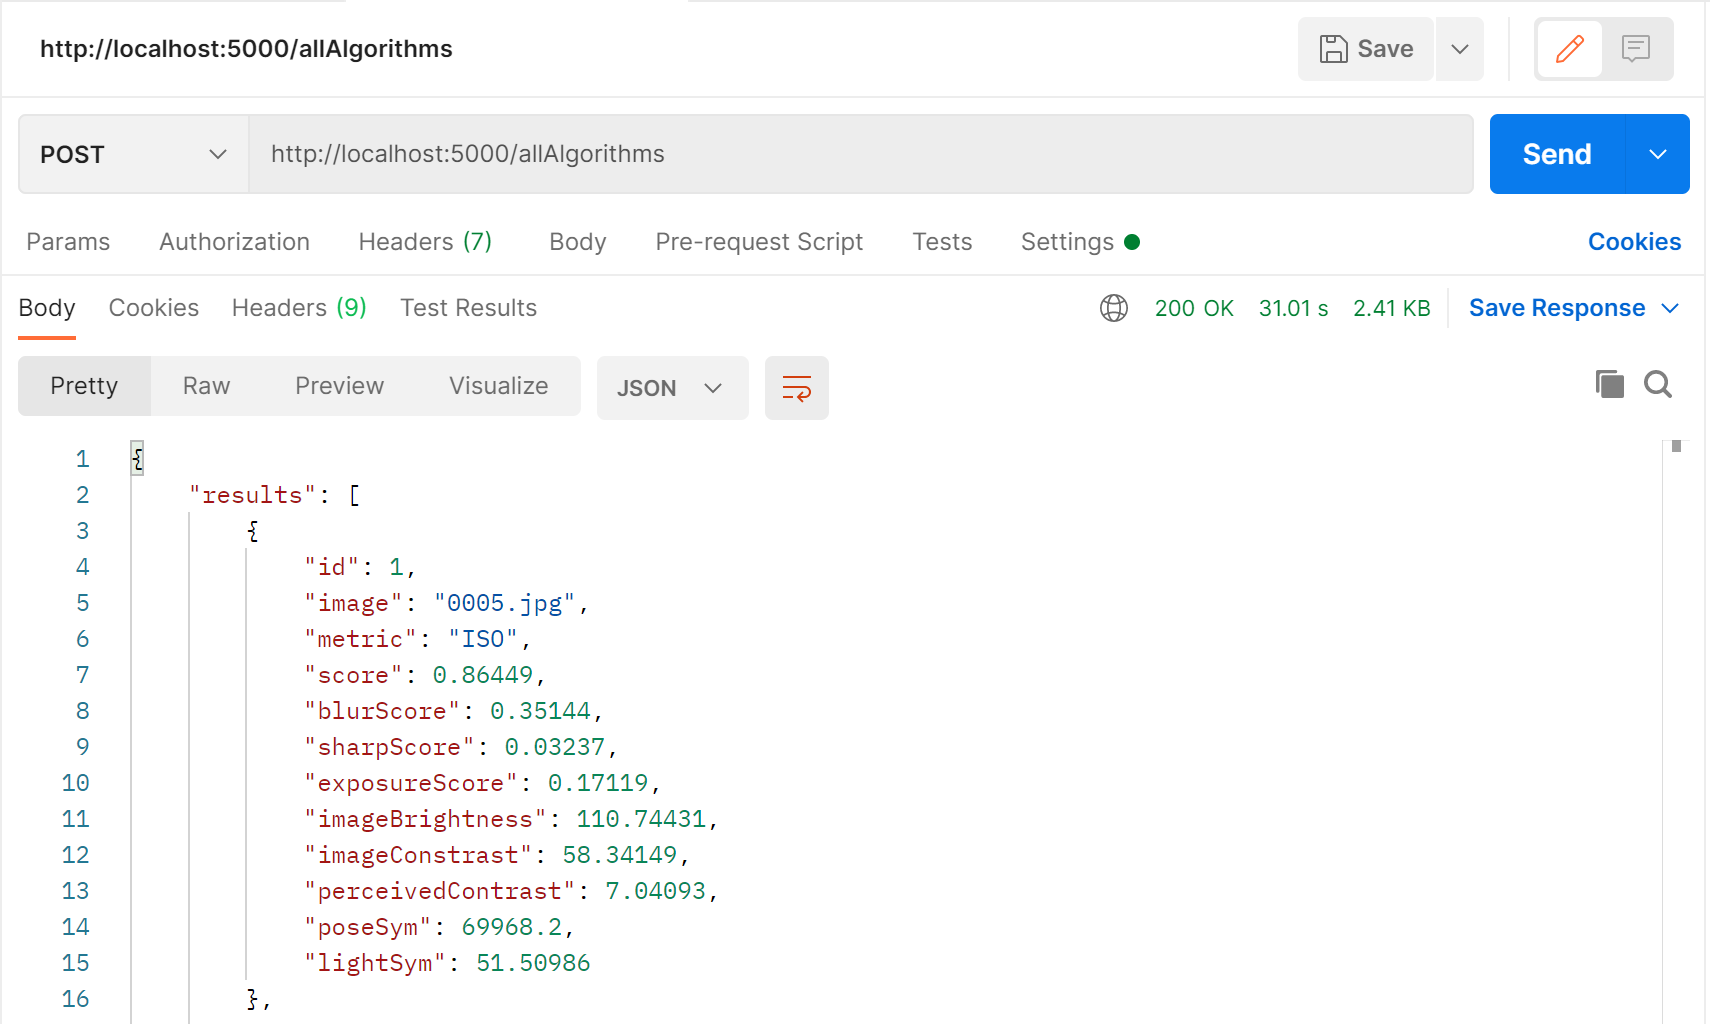 http://localhost:5000/allAlgorithms
Save
POST
http://localhost:5000/allAlgorithms
Send
Params Authorization Headers (7) Body Pre-request Script Tests Settings Cookies
Body Cookies Headers (9) Test Results 200 OK 31.01 s 2.41 KB Save Response
Pretty Raw Preview Visualize JSON
1 {
2 "results": [
3 {
4 "id": 1,
5 "image": "0005.jpg",
6 "metric": "ISO",
7 "score": 0.86449,
8 "blurScore": 0.35144,
9 "sharpScore": 0.03237,
10 "exposureScore": 0.17119,
11 "imageBrightness": 110.74431,
12 "imageConstrast": 58.34149,
13 "perceivedContrast": 7.04093,
14 "poseSym": 69968.2,
15 "lightSym": 51.50986
16 },